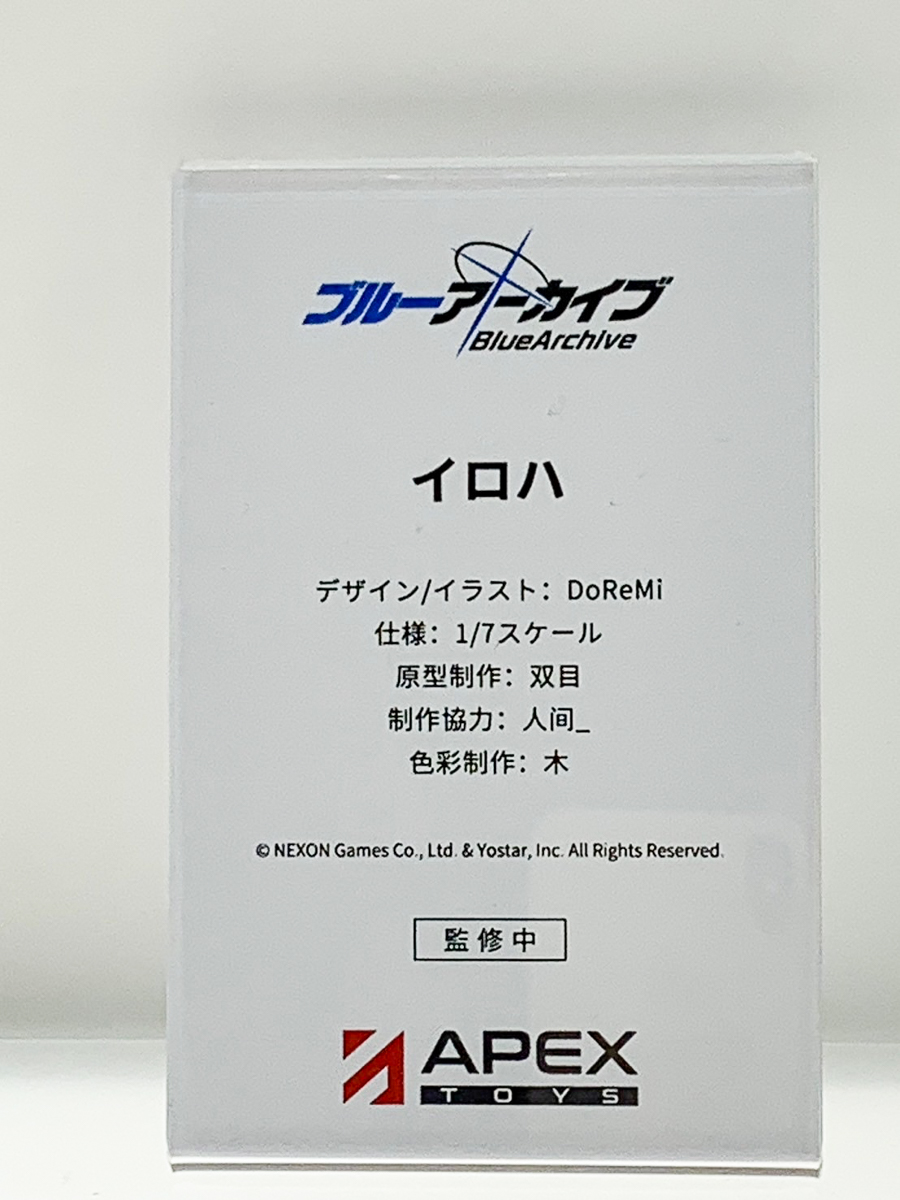 ブルーアーカイブ
BlueArchive
イロハ
デザイン/イラスト：DoReMi
仕様：1/7スケール
原型制作：双目
制作協力：人间_
色彩制作：木
© NEXON Games Co., Ltd. & Yostar, Inc. All Rights Reserved.
監修中
APEX
TOYS